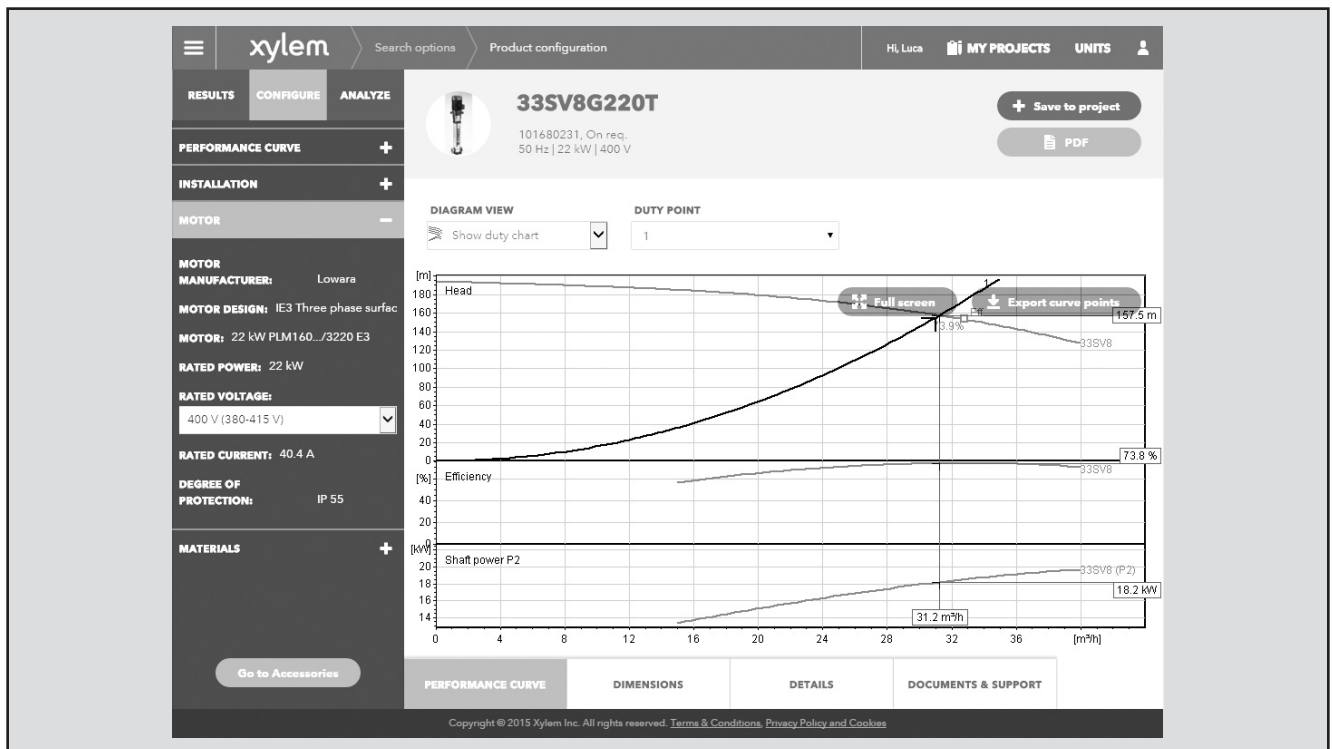 xylem
Search options
Product configuration
Hi, Luca
MY PROJECTS
UNITS
RESULTS
CONFIGURE
ANALYZE
PERFORMANCE CURVE +
INSTALLATION +
MOTOR −
MOTOR
MANUFACTURER: Lowara
MOTOR DESIGN: IE3 Three phase surfac
MOTOR: 22 kW PLM160.../3220 E3
RATED POWER: 22 kW
RATED VOLTAGE:
400 V (380-415 V)
RATED CURRENT: 40.4 A
DEGREE OF
PROTECTION: IP 55
MATERIALS +
Go to Accessories
33SV8G220T
101680231, On req.
50 Hz | 22 kW | 400 V
+ Save to project
PDF
DIAGRAM VIEW
Show duty chart
DUTY POINT
1
[m]
Head
180
160
140
120
100
80
60
40
20
0
1
Full screen
Export curve points
Eff
157.5 m
3.9%
33SV8
73.8 %
[%]
Efficiency
33SV8
40
20
0
[kW]
Shaft power P2
20
18
16
14
33SV8 (P2)
18.2 kW
31.2 m³/h
0 4 8 12 16 20 24 28 32 36 [m³/h]
PERFORMANCE CURVE
DIMENSIONS
DETAILS
DOCUMENTS & SUPPORT
Copyright © 2015 Xylem Inc. All rights reserved. Terms & Conditions, Privacy Policy and Cookies